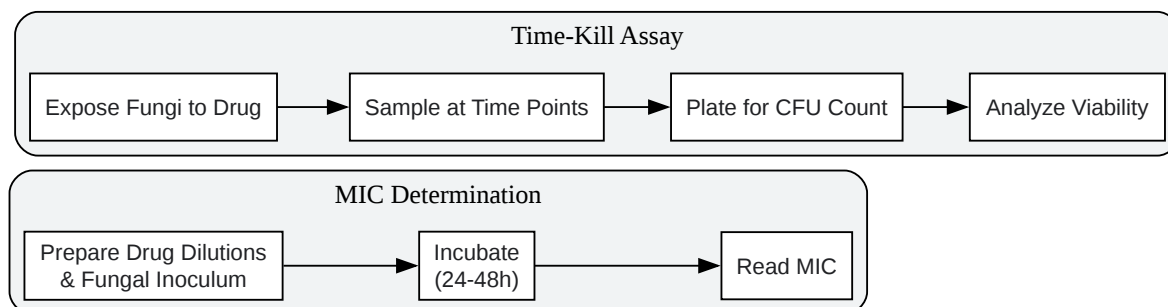 Time-Kill Assay
Expose Fungi to Drug
Sample at Time Points
Plate for CFU Count
Analyze Viability
MIC Determination
Prepare Drug Dilutions
& Fungal Inoculum
Incubate
(24-48h)
Read MIC